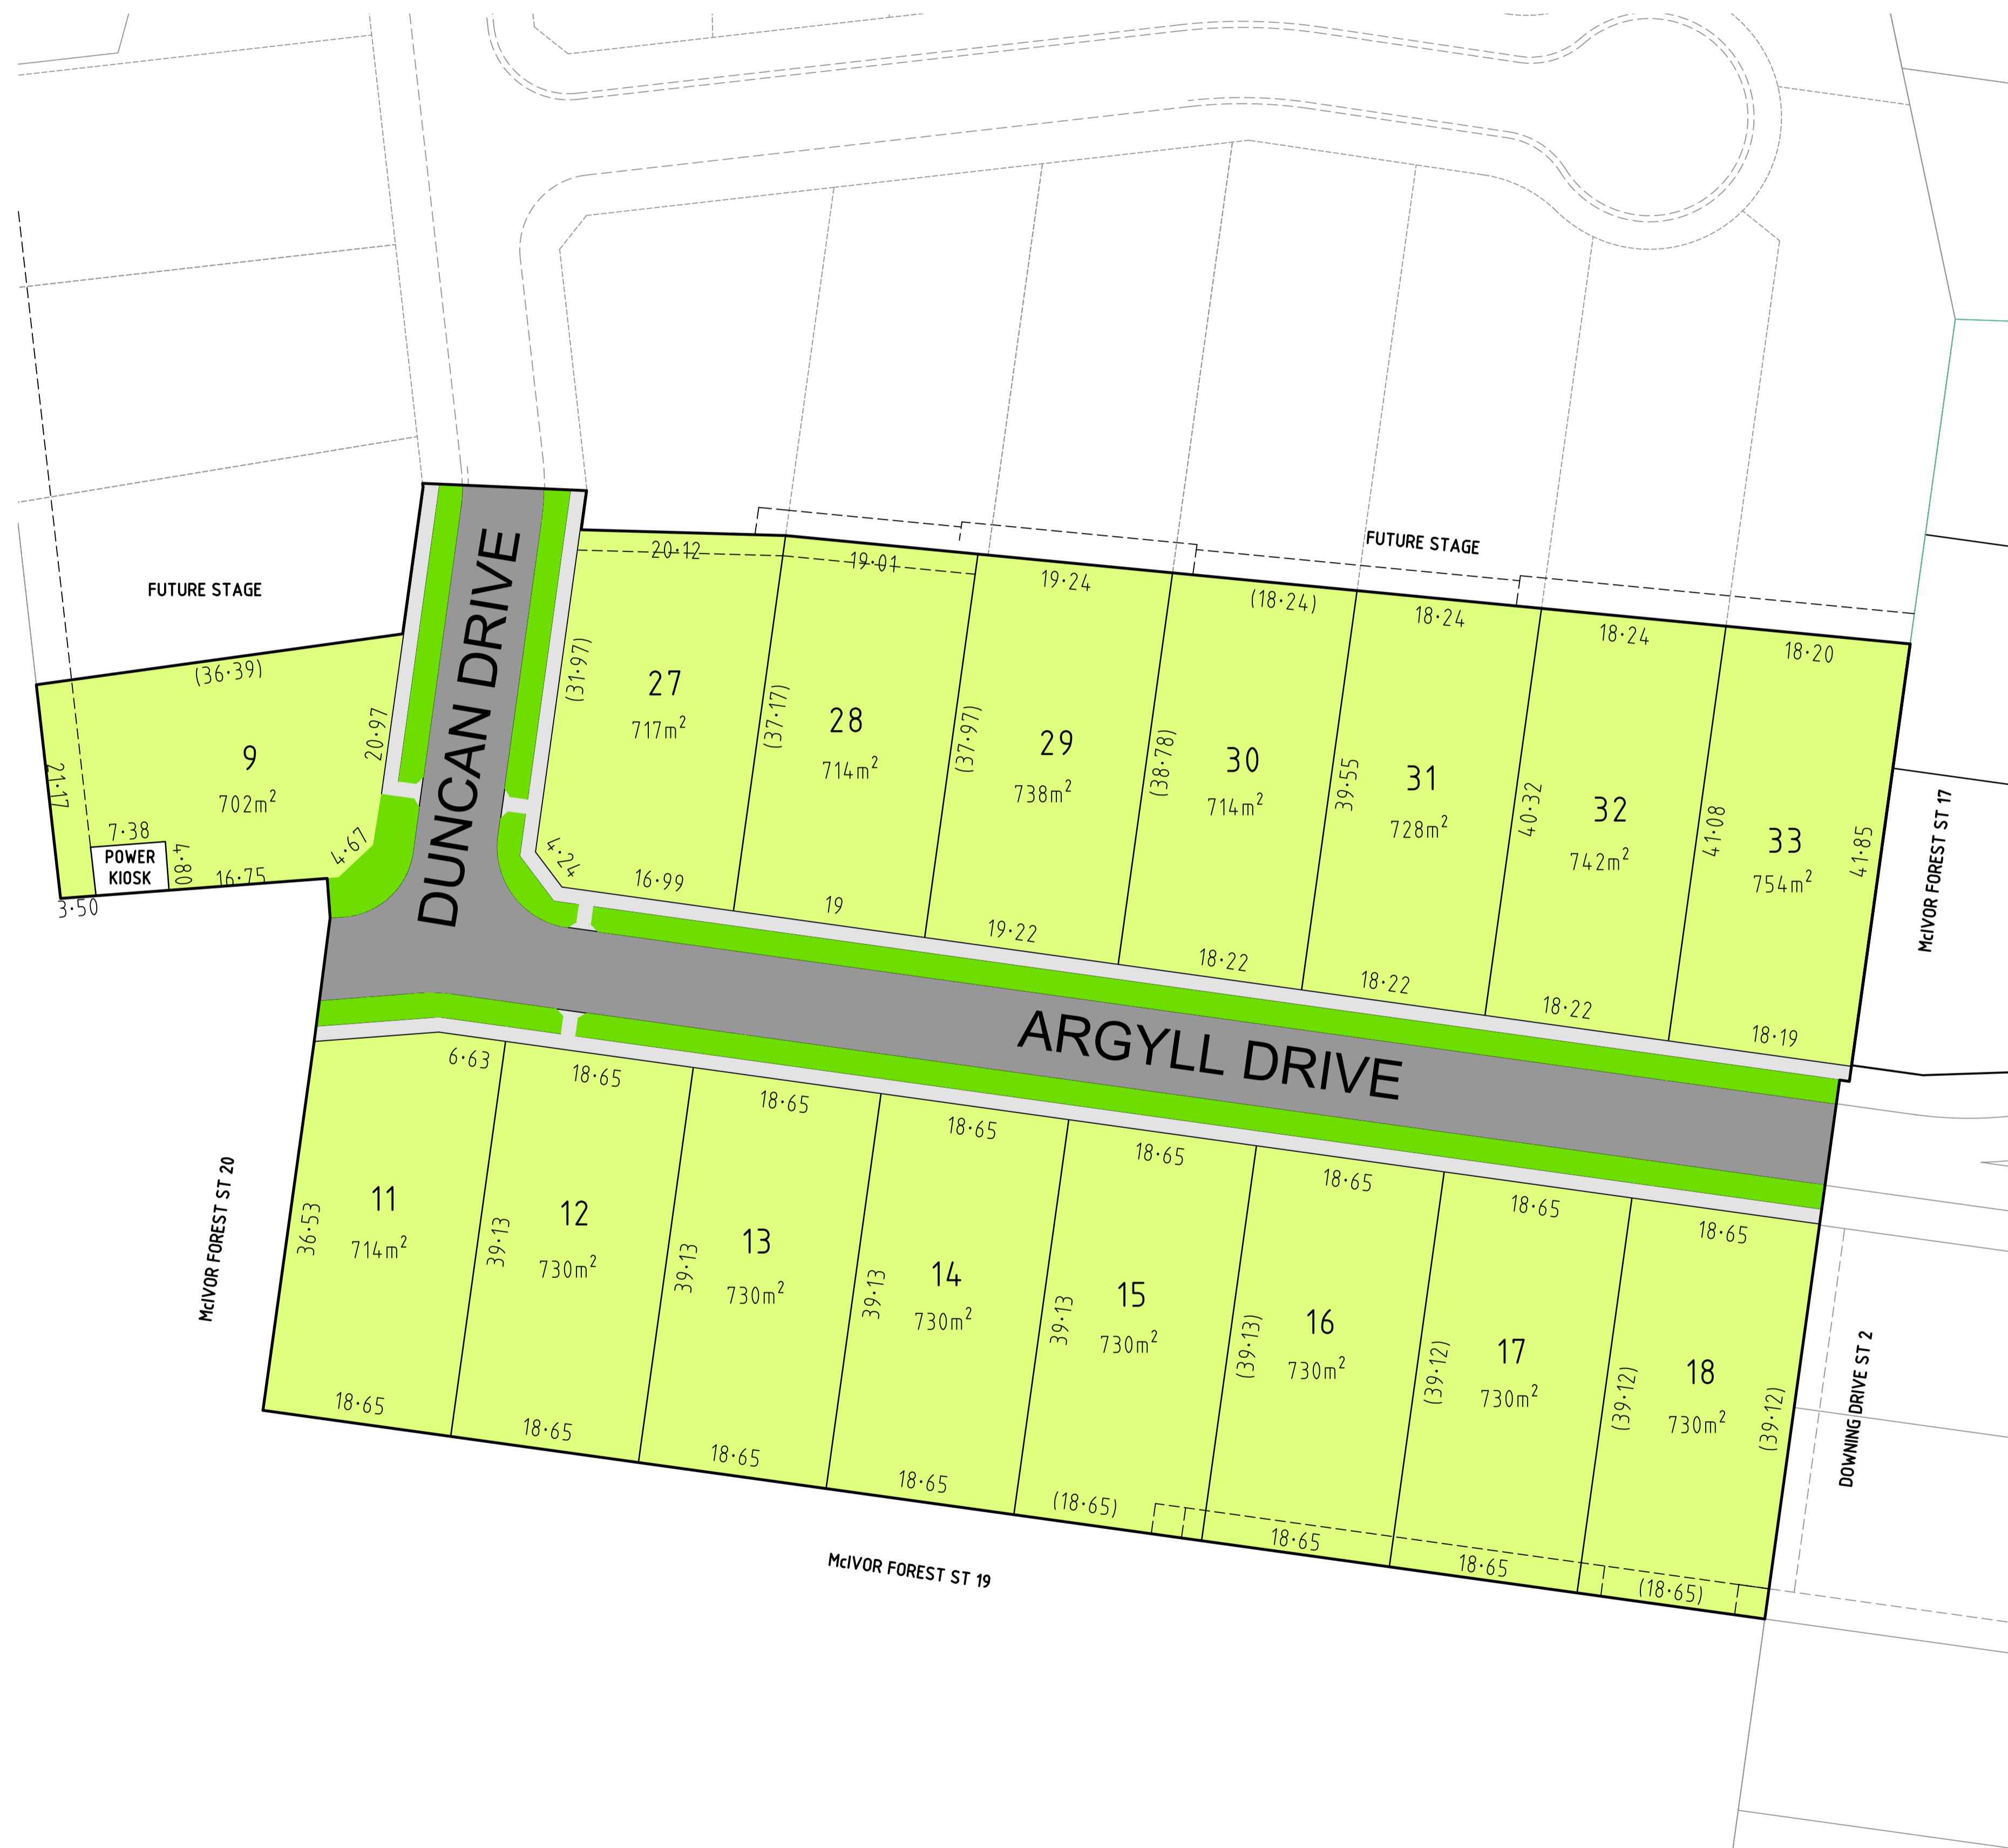 FUTURE STAGE
FUTURE STAGE
DUNCAN DRIVE
ARGYLL DRIVE
(36·39)
20·97
21·17
9
702m²
7·38
4·80
4·67
POWER
KIOSK
16·75
3·50
20·12
(31·97)
27
717m²
4·24
16·99
19·01
(37·17)
28
714m²
19
19·24
(37·97)
29
738m²
19·22
(18·24)
(38·78)
30
714m²
18·22
18·24
39·55
31
728m²
18·22
18·24
40·32
32
742m²
18·22
18·20
41·08
33
754m²
41·85
18·19
McIVOR FOREST ST 17
6·63
36·53
11
714m²
18·65
18·65
39·13
12
730m²
18·65
18·65
39·13
13
730m²
18·65
18·65
39·13
14
730m²
18·65
18·65
39·13
15
730m²
(18·65)
18·65
(39·13)
16
730m²
18·65
18·65
(39·12)
17
730m²
18·65
18·65
(39·12)
18
730m²
(39·12)
(18·65)
McIVOR FOREST ST 20
McIVOR FOREST ST 19
DOWNING DRIVE ST 2